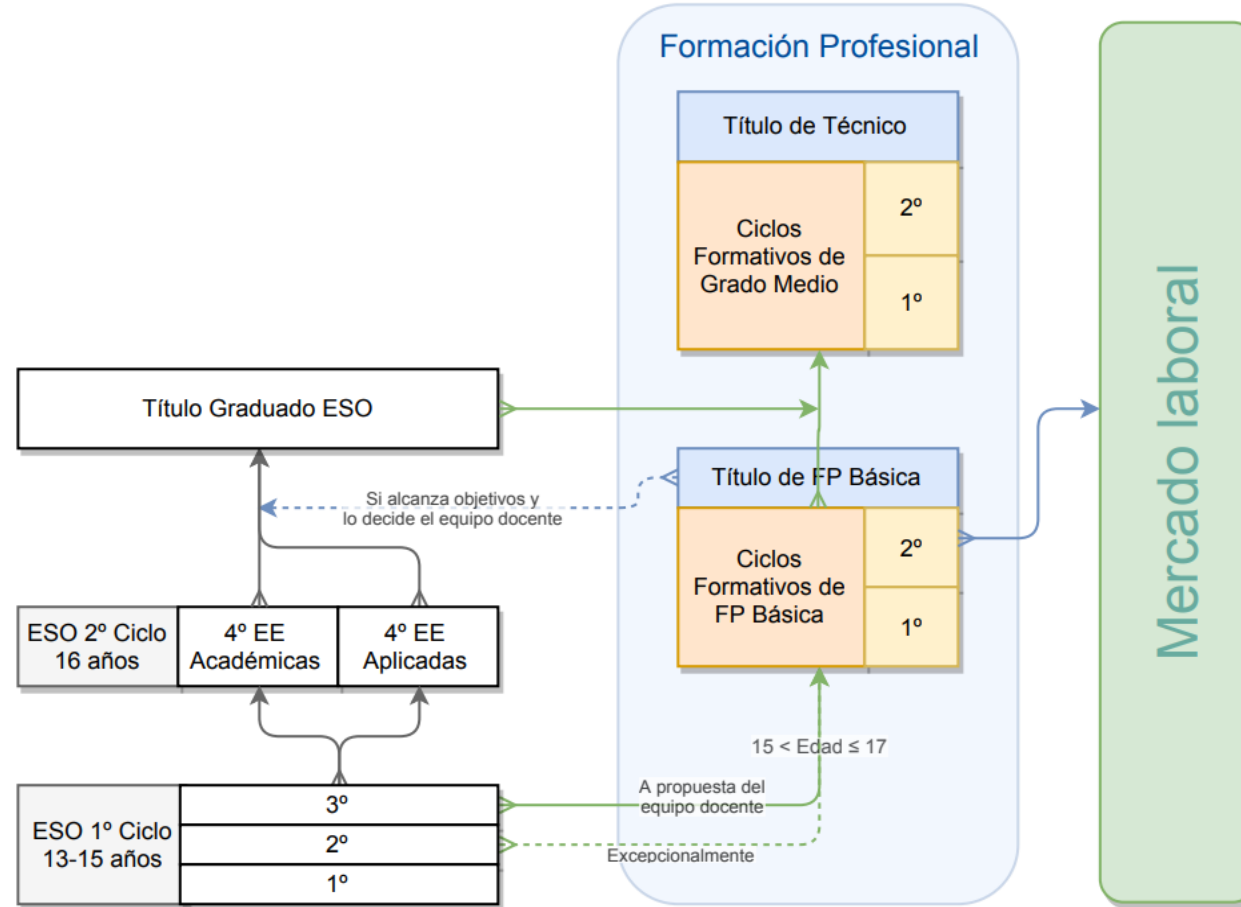 Formación Profesional
Título de Técnico
Ciclos
Formativos de
Grado Medio
2º
1º
Mercado laboral
Título Graduado ESO
Título de FP Básica
Si alcanza objetivos y
lo decide el equipo docente
Ciclos
Formativos de
FP Básica
2º
1º
ESO 2º Ciclo
16 años
4º EE
Académicas
4º EE
Aplicadas
15 < Edad ≤ 17
ESO 1º Ciclo
13-15 años
3º
2º
1º
A propuesta del
equipo docente
Excepcionalmente